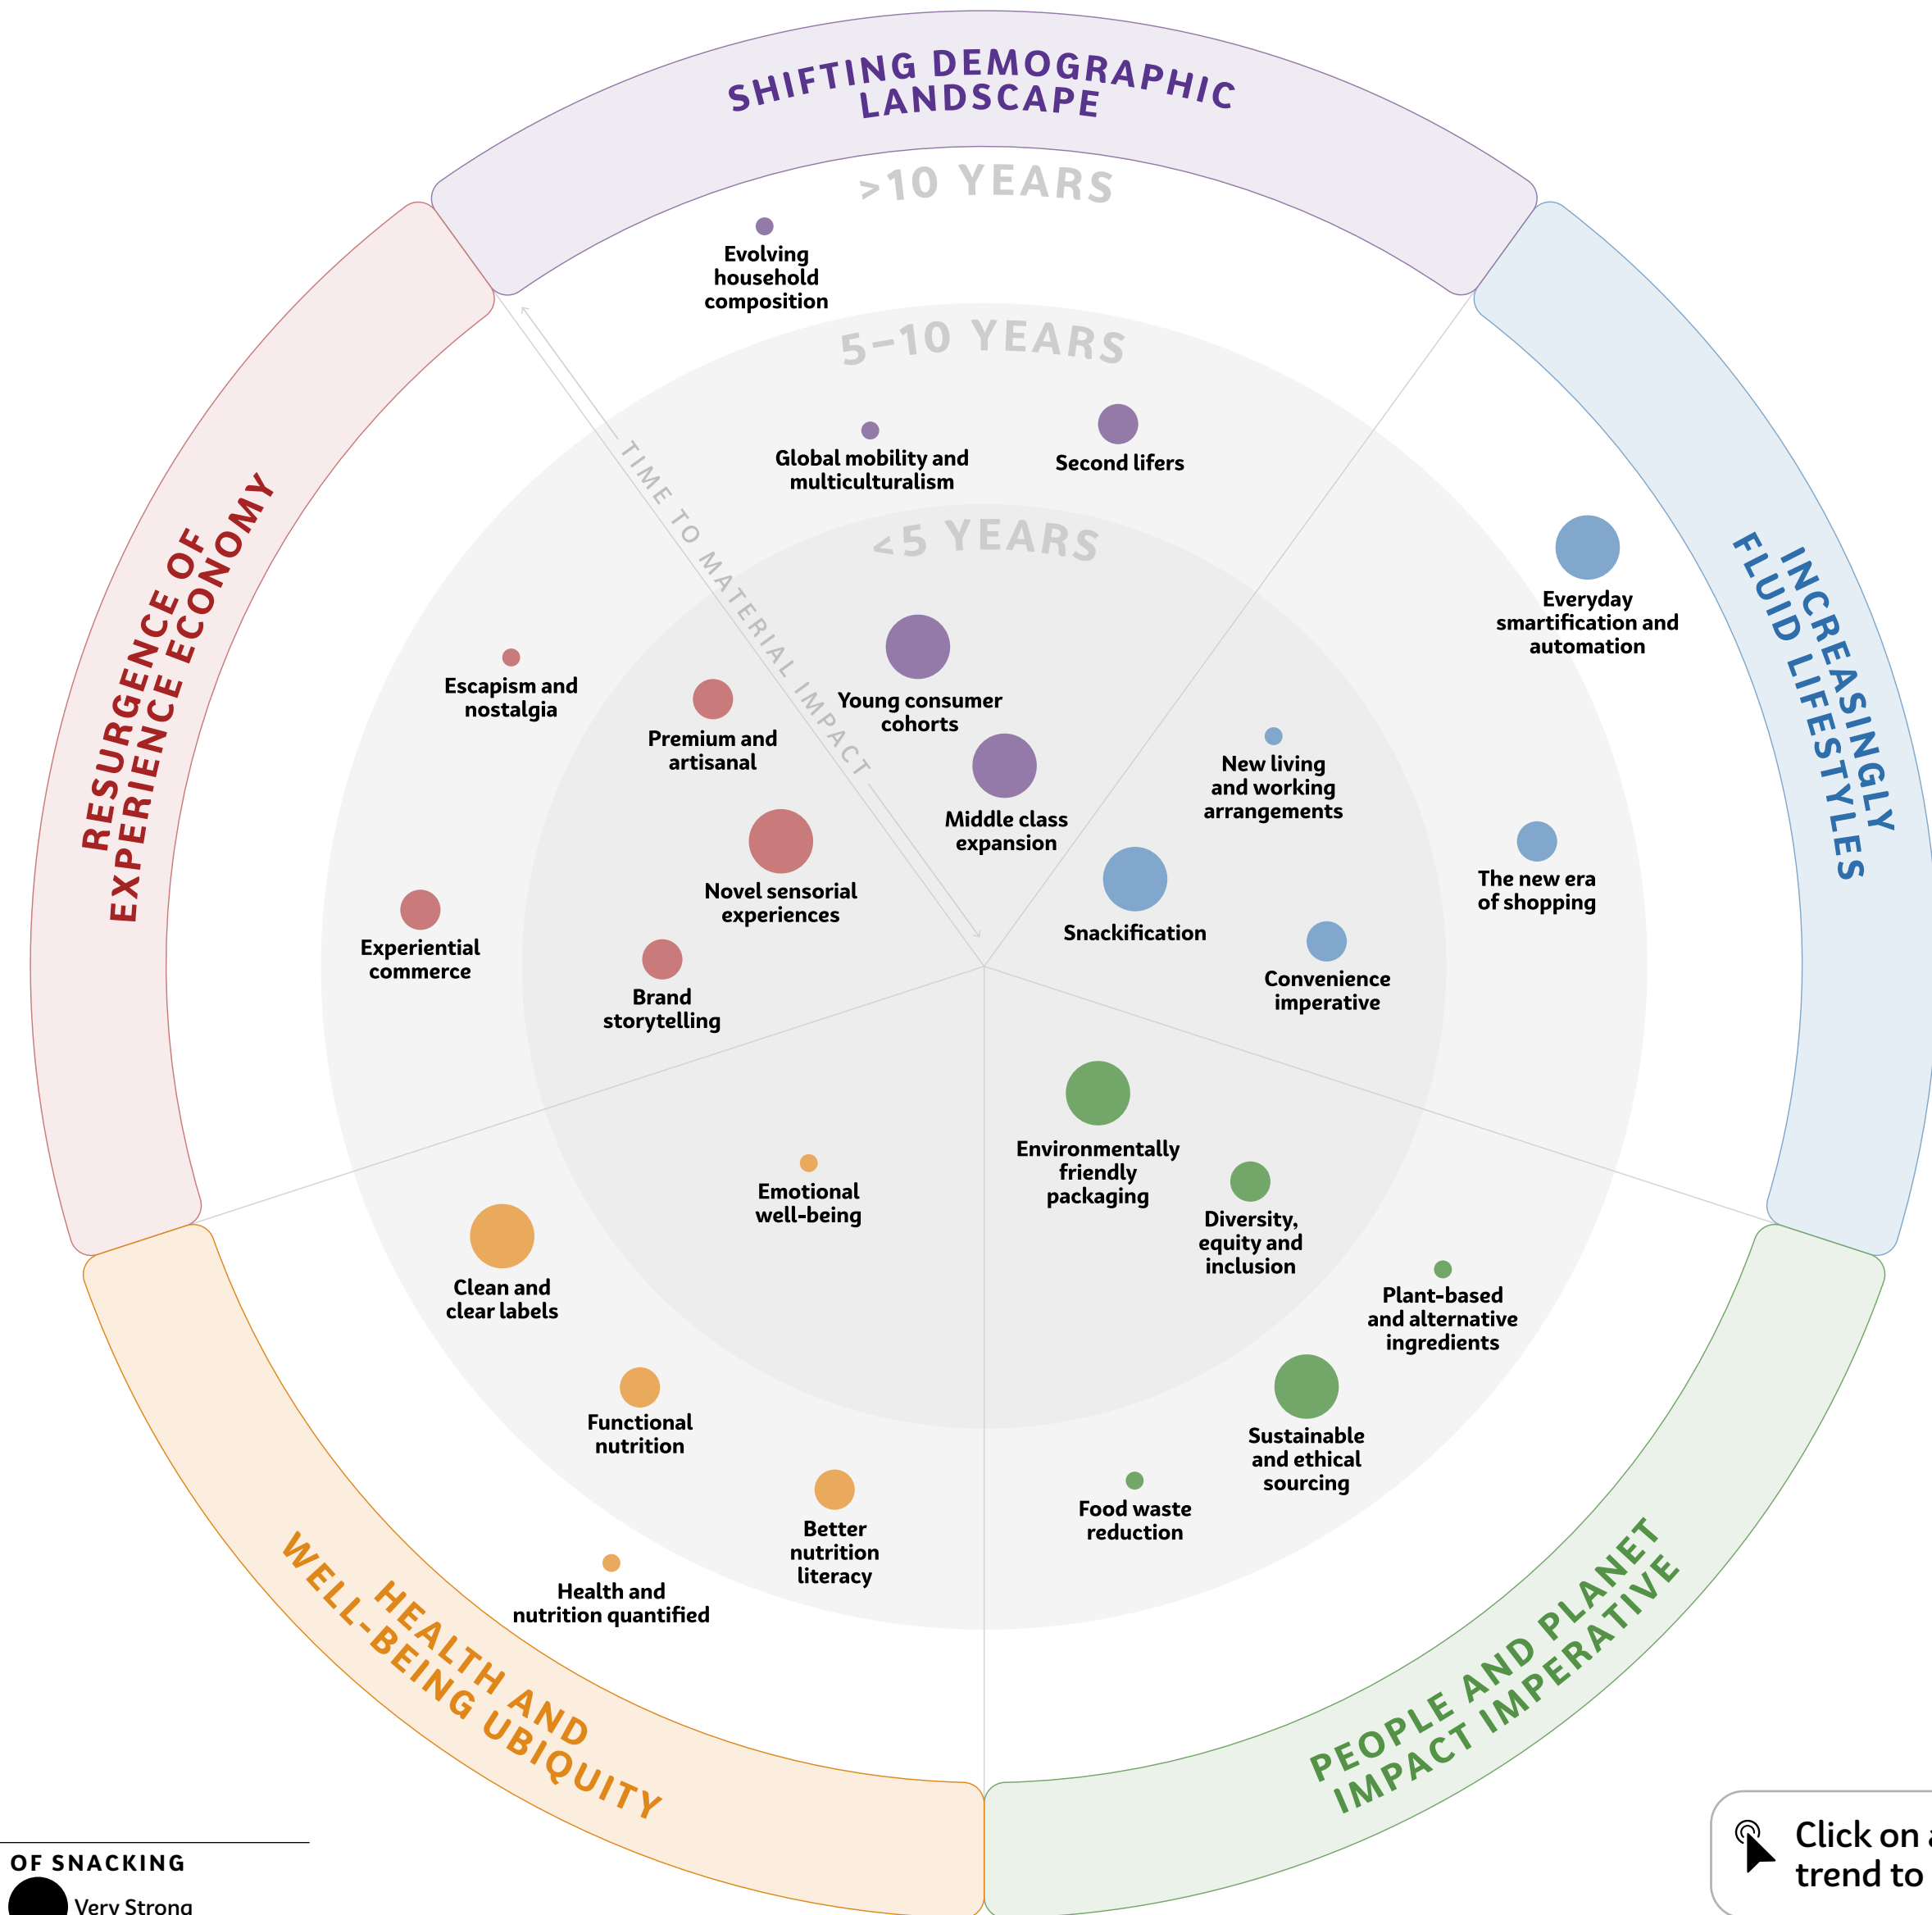 SHIFTING DEMOGRAPHIC
LANDSCAPE
>10 YEARS
Evolving
household
composition
5–10 YEARS
Global mobility and
multiculturalism
Second lifers
<5 YEARS
TIME TO MATERIAL IMPACT
Young consumer
cohorts
Middle class
expansion
INCREASINGLY
FLUID LIFESTYLES
Everyday
smartification and
automation
New living
and working
arrangements
The new era
of shopping
Snackification
Convenience
imperative
RESURGENCE OF
EXPERIENCE ECONOMY
Escapism and
nostalgia
Premium and
artisanal
Novel sensorial
experiences
Experiential
commerce
Brand
storytelling
Environmentally
friendly
packaging
Diversity,
equity and
inclusion
Plant-based
and alternative
ingredients
Sustainable
and ethical
sourcing
Food waste
reduction
PEOPLE AND PLANET
IMPACT IMPERATIVE
Emotional
well-being
Clean and
clear labels
Functional
nutrition
Better
nutrition
literacy
Health and
nutrition quantified
HEALTH AND
WELL-BEING UBIQUITY
OF SNACKING
Very Strong
Click on a
trend to